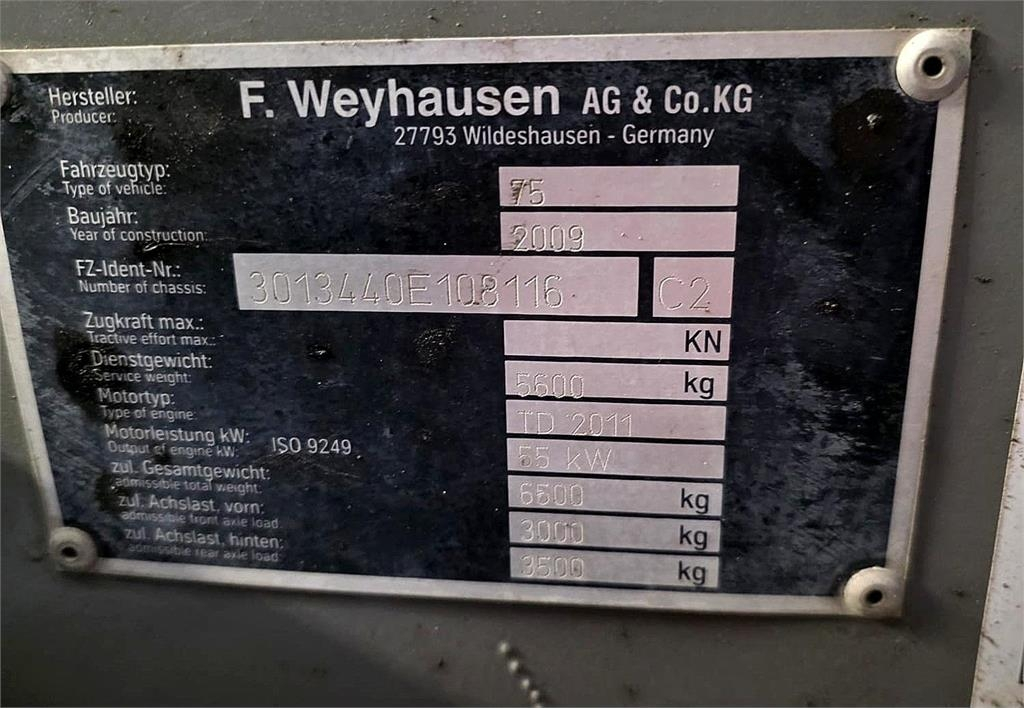 Hersteller: F. Weyhausen AG & Co.KG
Producer: 27793 Wildeshausen - Germany
Fahrzeugtyp: 75
Type of vehicle:
Baujahr: 2009
Year of construction:
FZ-Ident-Nr.: 3013440E108116 C2
Number of chassis:
Zugkraft max.: KN
Tractive effort max.:
Dienstgewicht: 5600 kg
Service weight:
Motortyp: TD 2011
Type of engine:
Motorleistung kW: ISO 9249 55 kW
Output of engine kW:
zul. Gesamtgewicht: 6500 kg
admissible total weight:
zul. Achslast, vorn: 3000 kg
admissible front axle load:
zul. Achslast, hinten: 3500 kg
admissible rear axle load: